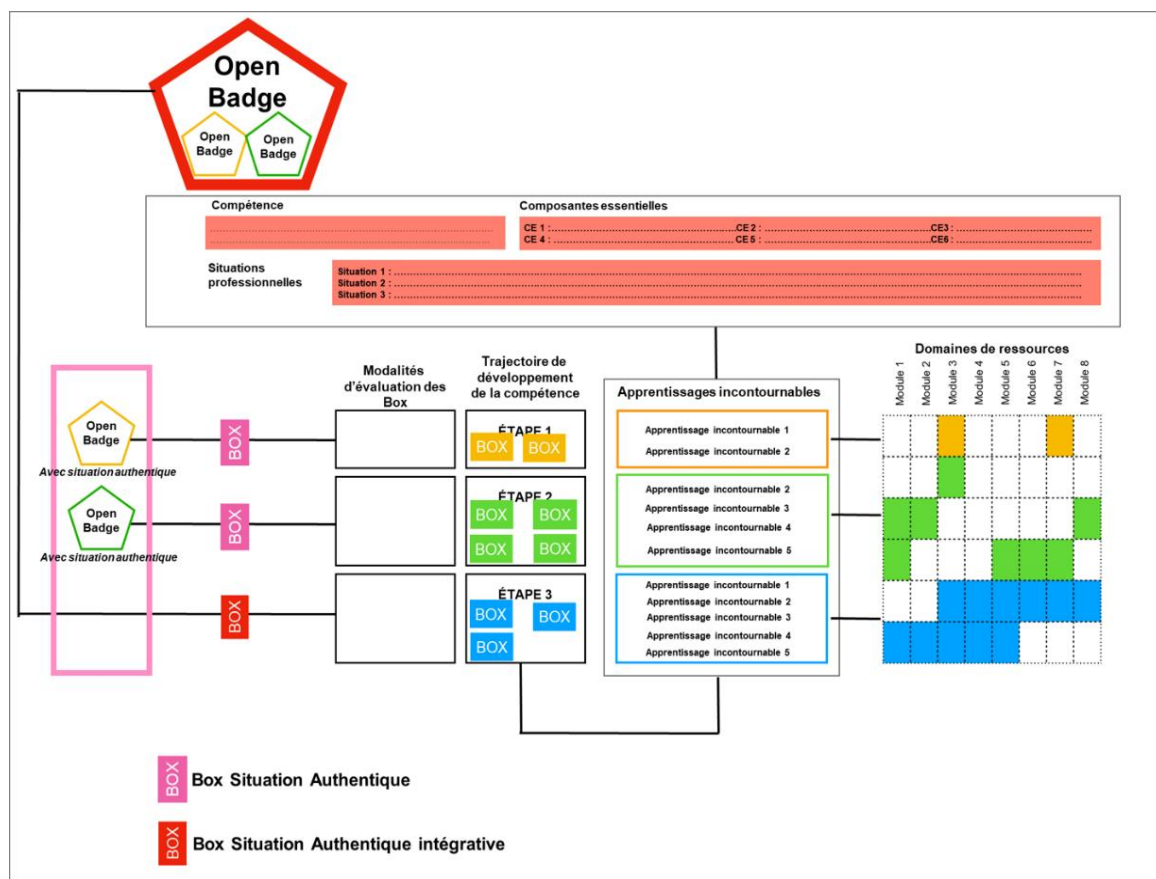 Open
Badge
Open
Badge
Open
Badge
Compétence
Composantes essentielles
CE 1 :
CE 2 :
CE3 :
CE 4 :
CE 5 :
CE6 :
Situations
professionnelles
Situation 1 :
Situation 2 :
Situation 3 :
Modalités
d'évaluation des
Box
Trajectoire de
développement
de la compétence
Apprentissages incontournables
Domaines de ressources
Module 1
Module 2
Module 3
Module 4
Module 5
Module 6
Module 7
Module 8
Open
Badge
Avec situation authentique
BOX
ÉTAPE 1
BOX BOX
Apprentissage incontournable 1
Apprentissage incontournable 2
Open
Badge
Avec situation authentique
BOX
ÉTAPE 2
BOX BOX
BOX BOX
Apprentissage incontournable 2
Apprentissage incontournable 3
Apprentissage incontournable 4
Apprentissage incontournable 5
BOX
ÉTAPE 3
BOX BOX
BOX
Apprentissage incontournable 1
Apprentissage incontournable 2
Apprentissage incontournable 3
Apprentissage incontournable 4
Apprentissage incontournable 5
BOX
Box Situation Authentique
BOX
Box Situation Authentique intégrative